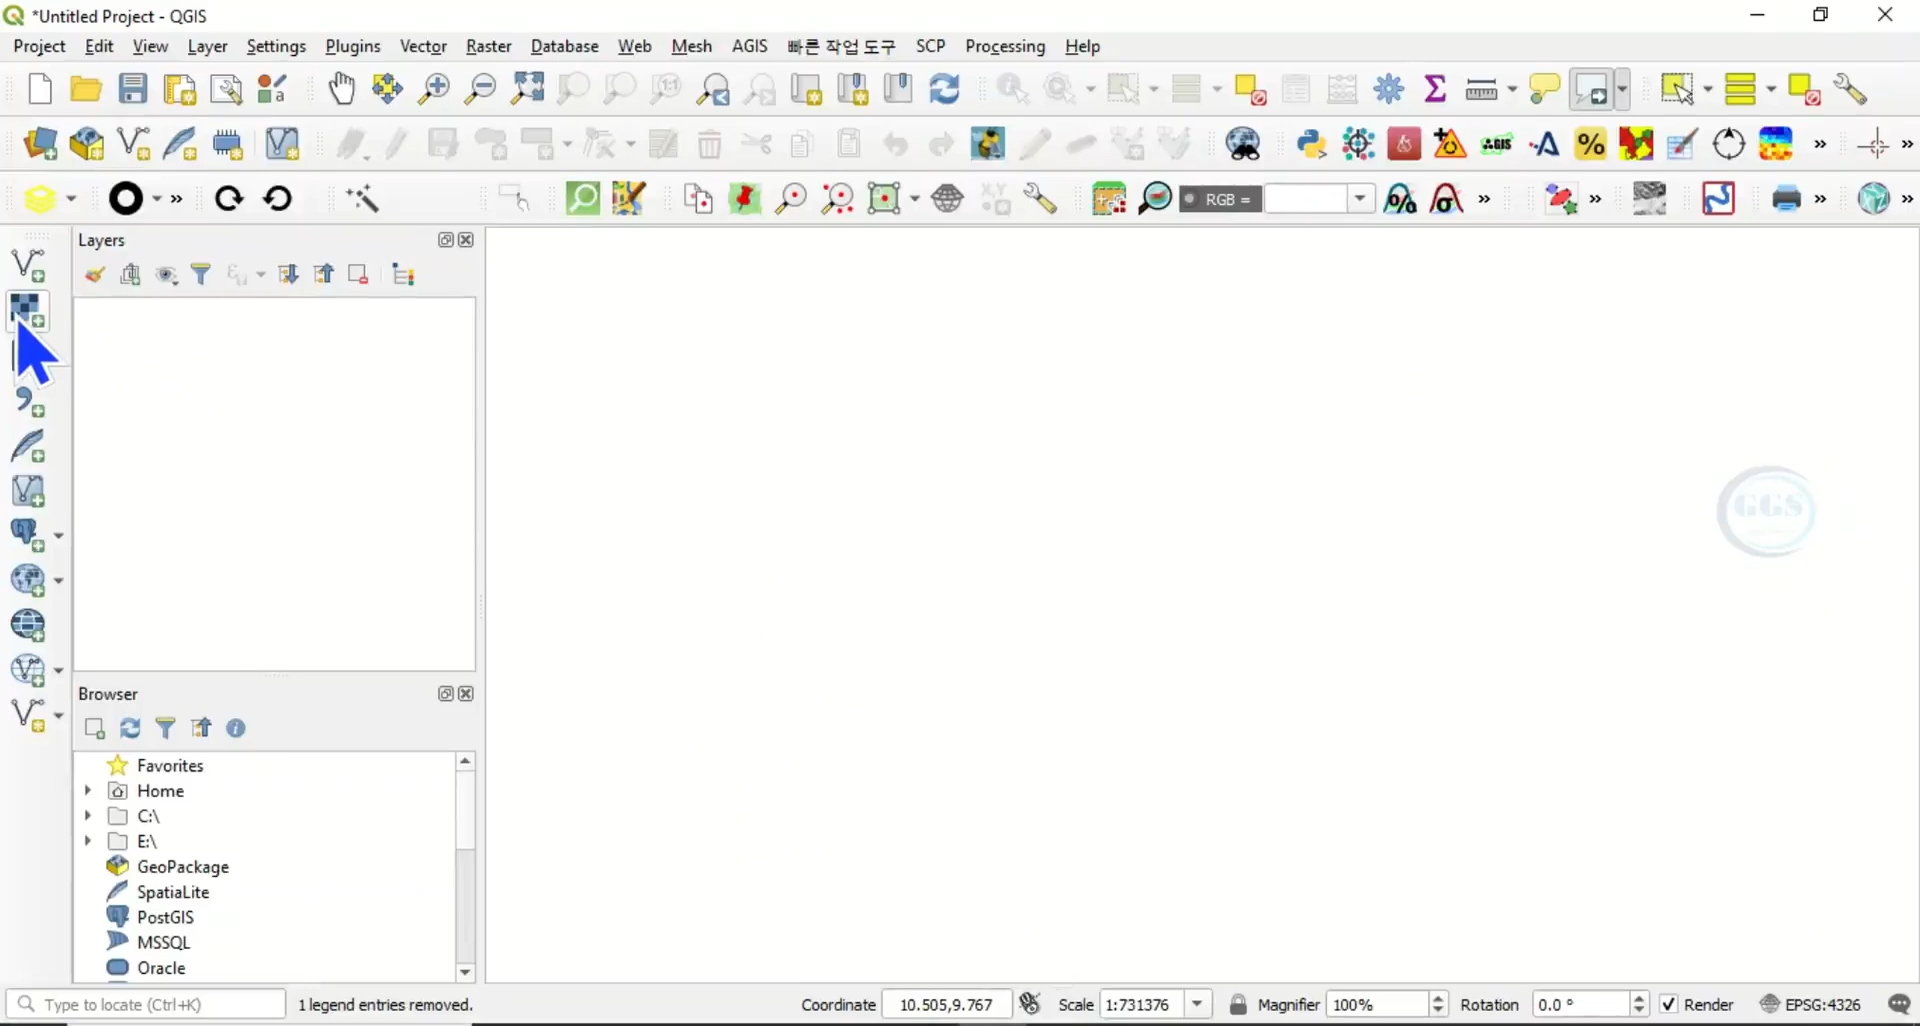 *Untitled Project - QGIS
Project Edit View Layer Settings Plugins Vector Raster Database Web Mesh AGIS 빠른 작업 도구 SCP Processing Help
RGB =
Layers
GGS
Browser
Favorites
Home
C:\
E:\
GeoPackage
SpatiaLite
PostGIS
MSSQL
Oracle
Type to locate (Ctrl+K) 1 legend entries removed. Coordinate 10.505,9.767 Scale 1:731376 Magnifier 100% Rotation 0.0 ° Render EPSG:4326